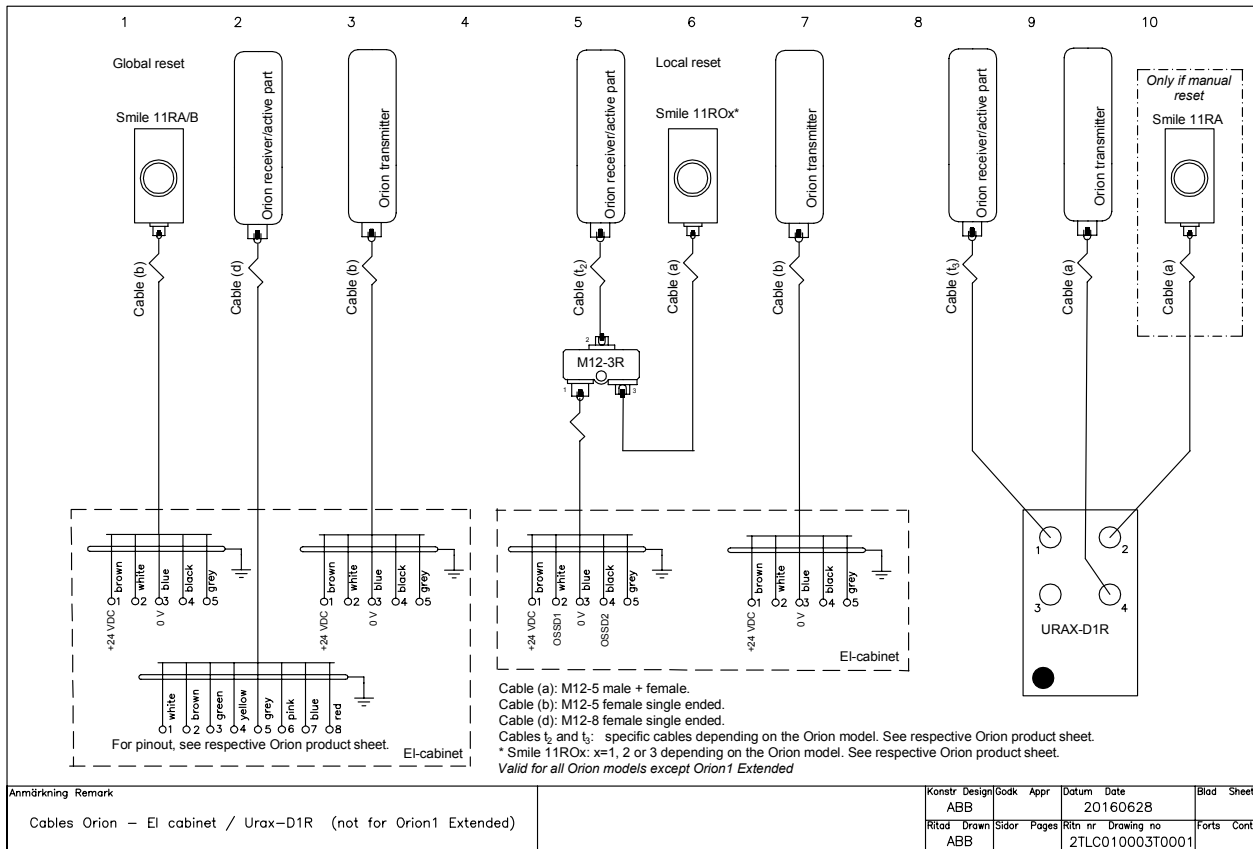 1 2 3 4 5 6 7 8 9 10
Global reset
Smile 11RA/B
Orion receiver/active part
Orion transmitter
Cable (b)
Cable (d)
Cable (b)
Local reset
Orion receiver/active part
Smile 11ROx*
Orion transmitter
Cable (t2)
Cable (a)
Cable (b)
2
M12-3R
1
3
Orion receiver/active part
Orion transmitter
Only if manual
reset
Smile 11RA
Cable (t3)
Cable (a)
Cable (a)
brown white blue black grey
1 2 3 4 5
+24 VDC
0 V
brown white blue black grey
1 2 3 4 5
+24 VDC
0 V
white brown green yellow grey pink blue red
1 2 3 4 5 6 7 8
For pinout, see respective Orion product sheet.
El-cabinet
brown white blue black grey
1 2 3 4 5
+24 VDC
OSSD1
0 V
OSSD2
brown white blue black grey
1 2 3 4 5
+24 VDC
0 V
El-cabinet
1
2
3
4
URAX-D1R
Cable (a): M12-5 male + female.
Cable (b): M12-5 female single ended.
Cable (d): M12-8 female single ended.
Cables t2 and t3: specific cables depending on the Orion model. See respective Orion product sheet.
* Smile 11ROx: x=1, 2 or 3 depending on the Orion model. See respective Orion product sheet.
Valid for all Orion models except Orion1 Extended
Anmärkning Remark
Cables Orion – El cabinet / Urax–D1R (not for Orion1 Extended)
Konstr Design
ABB
Godk Appr
Datum Date
20160628
Blad Sheet
Ritad Drawn
ABB
Sidor Pages
Ritn nr Drawing no
2TLC010003T0001
Forts Cont